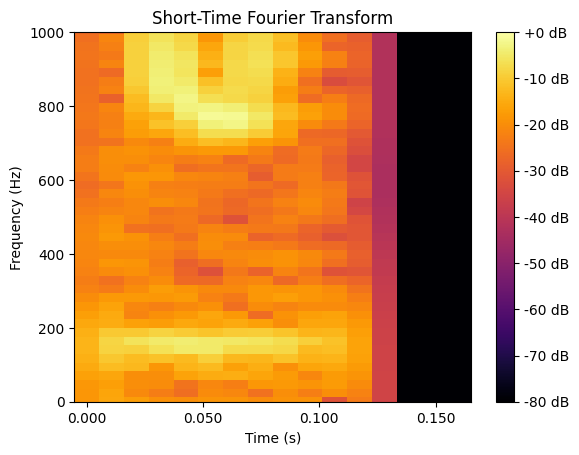 Short-Time Fourier Transform
Frequency (Hz)
1000
800
600
400
200
0
0.000
0.050
0.100
0.150
Time (s)
+0 dB
-10 dB
-20 dB
-30 dB
-40 dB
-50 dB
-60 dB
-70 dB
-80 dB